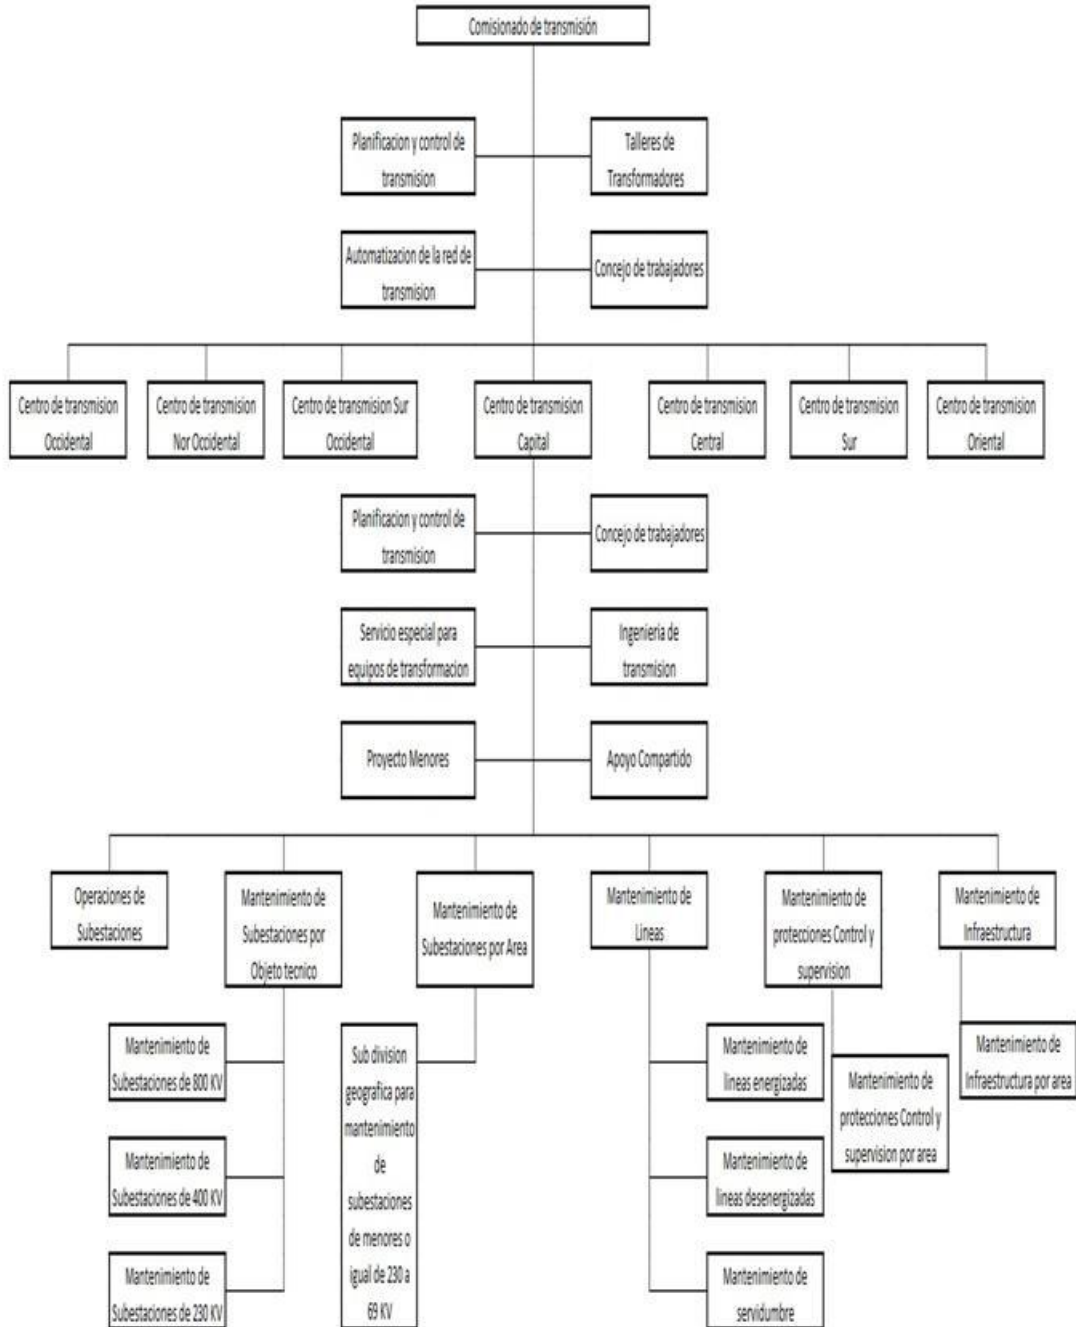 Comisionado de transmisión
Planificacion y control de
transmision
Talleres de
Transformadores
Automatizacion de la red de
transmision
Concejo de trabajadores
Centro de transmision
Occidental
Centro de transmision
Nor Occidental
Centro de transmision Sur
Occidental
Centro de transmision
Capital
Centro de transmision
Central
Centro de transmision
Sur
Centro de transmision
Oriental
Planificacion y control de
transmision
Concejo de trabajadores
Servicio especial para
equipos de transformacion
Ingenieria de
transmision
Proyecto Menores
Apoyo Compartido
Operaciones de
Subestaciones
Mantenimiento de
Subestaciones por
Objeto tecnico
Mantenimiento de
Subestaciones por Area
Mantenimiento de
Lineas
Mantenimiento de
protecciones Control y
supervision
Mantenimiento de
Infraestructura
Mantenimiento de
Subestaciones de 800 KV
Mantenimiento de
Subestaciones de 400 KV
Mantenimiento de
Subestaciones de 230 KV
Sub division
geografica para
mantenimiento
de
subestaciones
de menores o
igual de 230 a
69 KV
Mantenimiento de
lineas energizadas
Mantenimiento de
lineas desenergizadas
Mantenimiento de
servidumbre
Mantenimiento de
protecciones Control y
supervision por area
Mantenimiento de
Infraestructura por area